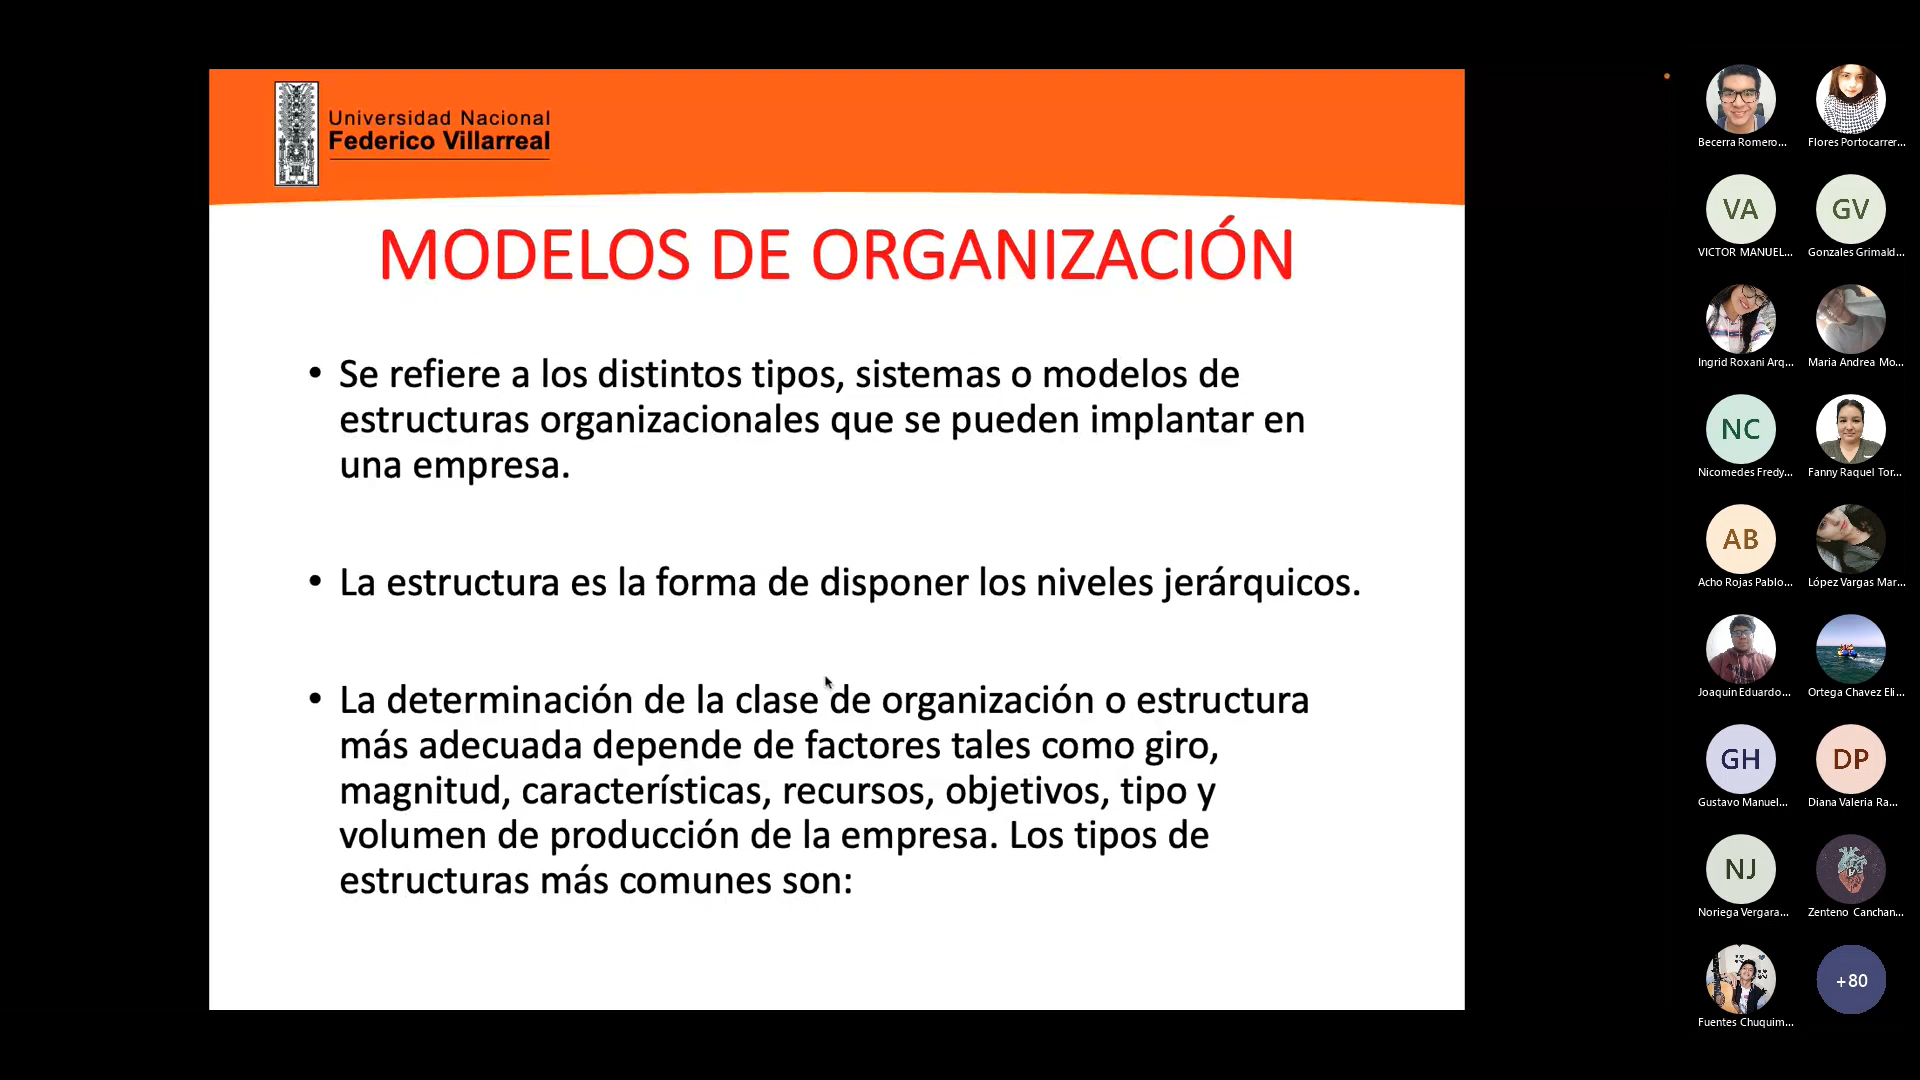 Universidad Nacional
Federico Villarreal
MODELOS DE ORGANIZACIÓN
• Se refiere a los distintos tipos, sistemas o modelos de
estructuras organizacionales que se pueden implantar en
una empresa.
• La estructura es la forma de disponer los niveles jerárquicos.
• La determinación de la clase de organización o estructura
más adecuada depende de factores tales como giro,
magnitud, características, recursos, objetivos, tipo y
volumen de producción de la empresa. Los tipos de
estructuras más comunes son:
Becerra Romero...
Flores Portocarrer...
VA
GV
VICTOR MANUEL...
Gonzales Grimald...
Ingrid Roxani Arq...
Maria Andrea Mo...
NC
Nicomedes Fredy...
Fanny Raquel Tor...
AB
Acho Rojas Pablo...
López Vargas Mar...
Joaquin Eduardo...
Ortega Chavez Eli...
GH
DP
Gustavo Manuel...
Diana Valeria Ra...
NJ
Noriega Vergara...
Zenteno Canchan...
+80
Fuentes Chuquim...